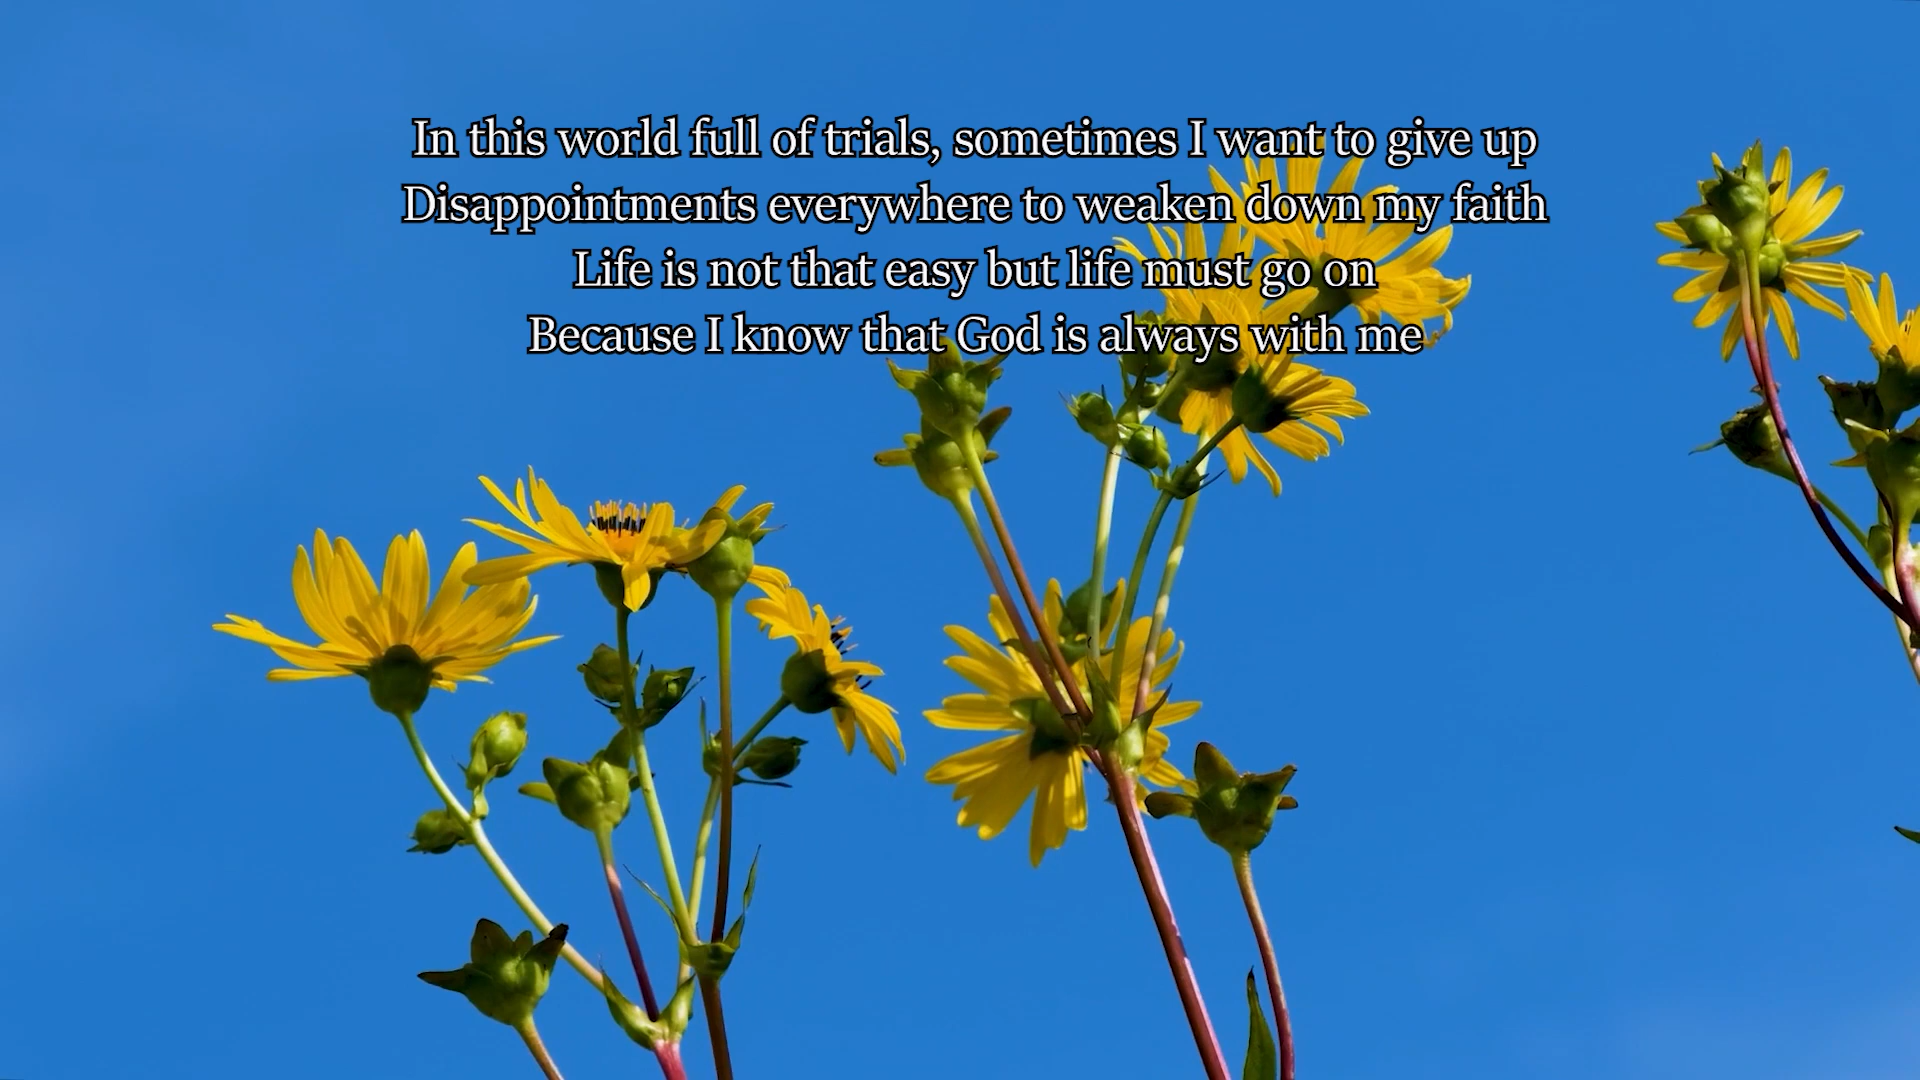 In this world full of trials, sometimes I want to give up
Disappointments everywhere to weaken down my faith
Life is not that easy but life must go on
Because I know that God is always with me